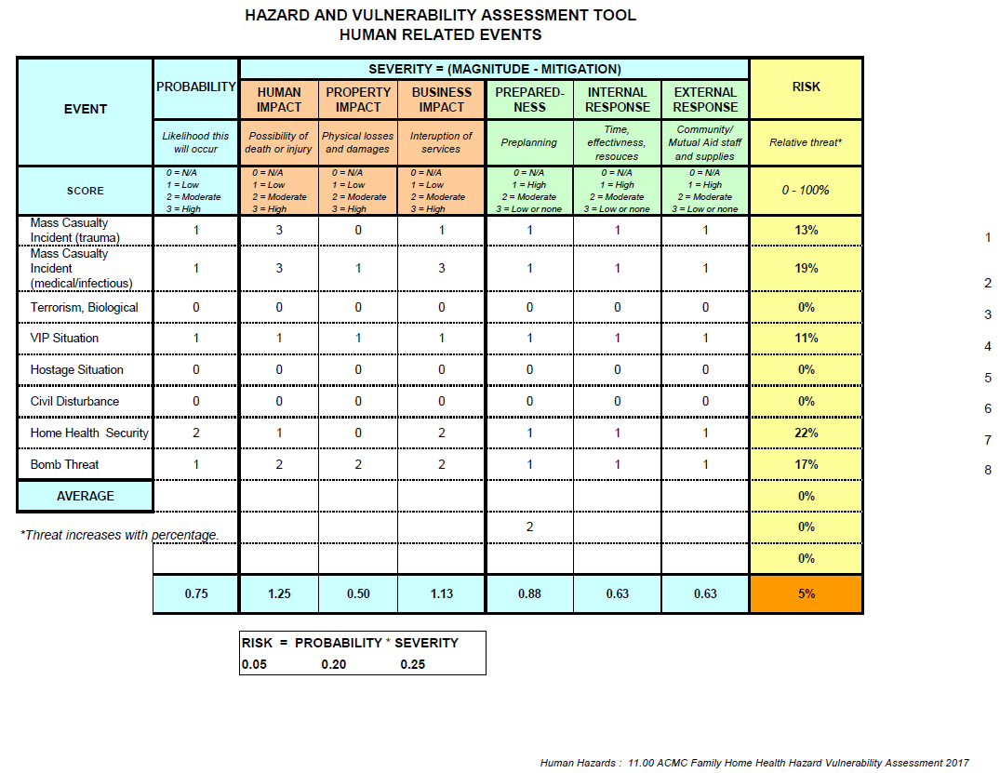 HAZARD AND VULNERABILITY ASSESSMENT TOOL
HUMAN RELATED EVENTS
EVENT
PROBABILITY
SEVERITY = (MAGNITUDE - MITIGATION)
RISK
HUMAN IMPACT
PROPERTY IMPACT
BUSINESS IMPACT
PREPARED-NESS
INTERNAL RESPONSE
EXTERNAL RESPONSE
Likelihood this will occur
Possibility of death or injury
Physical losses and damages
Interuption of services
Preplanning
Time, effectivness, resouces
Community/ Mutual Aid staff and supplies
Relative threat*
SCORE
0 = N/A 1 = Low 2 = Moderate 3 = High
0 = N/A 1 = Low 2 = Moderate 3 = High
0 = N/A 1 = Low 2 = Moderate 3 = High
0 = N/A 1 = Low 2 = Moderate 3 = High
0 = N/A 1 = High 2 = Moderate 3 = Low or none
0 = N/A 1 = High 2 = Moderate 3 = Low or none
0 = N/A 1 = High 2 = Moderate 3 = Low or none
0 - 100%
Mass Casualty Incident (trauma) 1 3 0 1 1 1 1 13% 1
Mass Casualty Incident (medical/infectious) 1 3 1 3 1 1 1 19% 2
Terrorism, Biological 0 0 0 0 0 0 0 0% 3
VIP Situation 1 1 1 1 1 1 1 11% 4
Hostage Situation 0 0 0 0 0 0 0 0% 5
Civil Disturbance 0 0 0 0 0 0 0 0% 6
Home Health Security 2 1 0 2 1 1 1 22% 7
Bomb Threat 1 2 2 2 1 1 1 17% 8
AVERAGE 0%
*Threat increases with percentage. 2 0%
0%
0.75 1.25 0.50 1.13 0.88 0.63 0.63 5%
RISK = PROBABILITY * SEVERITY
0.05 0.20 0.25
Human Hazards : 11.00 ACMC Family Home Health Hazard Vulnerability Assessment 2017